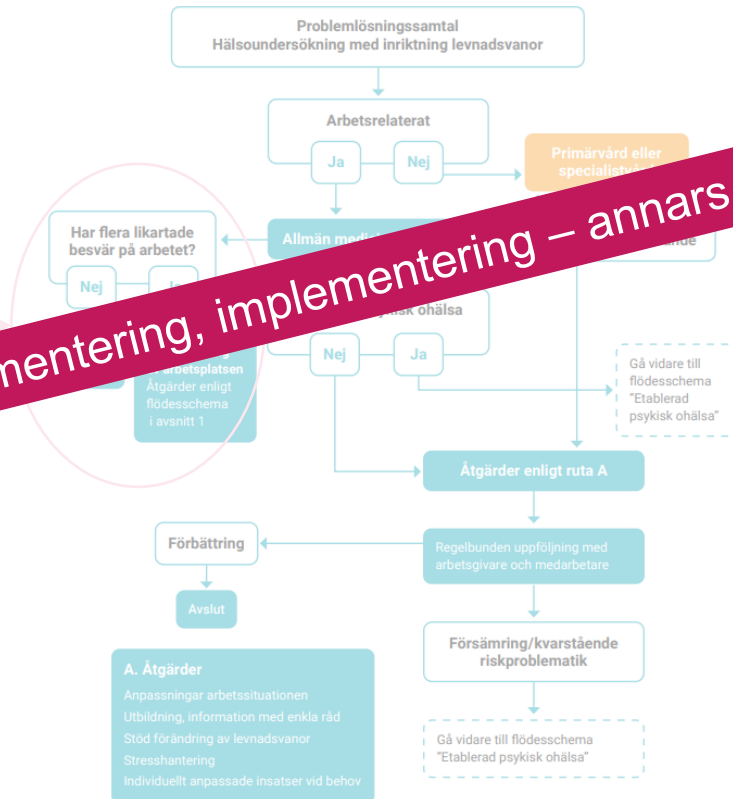 Problemlösningssamtal
Hälsoundersökning med inriktning levnadsvanor
Arbetsrelaterat
Ja
Nej
Primärvård eller
Har flera likartade
besvär på arbetet?
Nej
Allmän
implementering – annars
ohälsa
Nej
Ja
arbetsplatsen
Åtgärder enligt
flödesschema
i avsnitt 1
Gå vidare till
flödesschema
"Etablerad
psykisk ohälsa"
Åtgärder enligt ruta A
Förbättring
Regelbunden uppföljning med
arbetsgivare och medarbetare
Avslut
Försämring/kvarstående
riskproblematik
A. Åtgärder
Anpassningar arbetssituationen
Utbildning, information med enkla råd
Stöd förändring av levnadsvanor
Stresshantering
Individuellt anpassade insatser vid behov
Gå vidare till flödesschema
"Etablerad psykisk ohälsa"